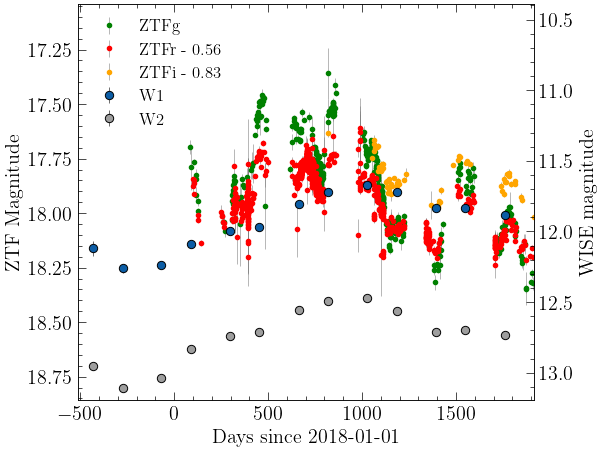 ZTFg
ZTFr - 0.56
ZTFi - 0.83
W1
W2
ZTF Magnitude
17.25
17.50
17.75
18.00
18.25
18.50
18.75
10.5
11.0
11.5
12.0
12.5
13.0
WISE magnitude
−500
0
500
1000
1500
Days since 2018-01-01